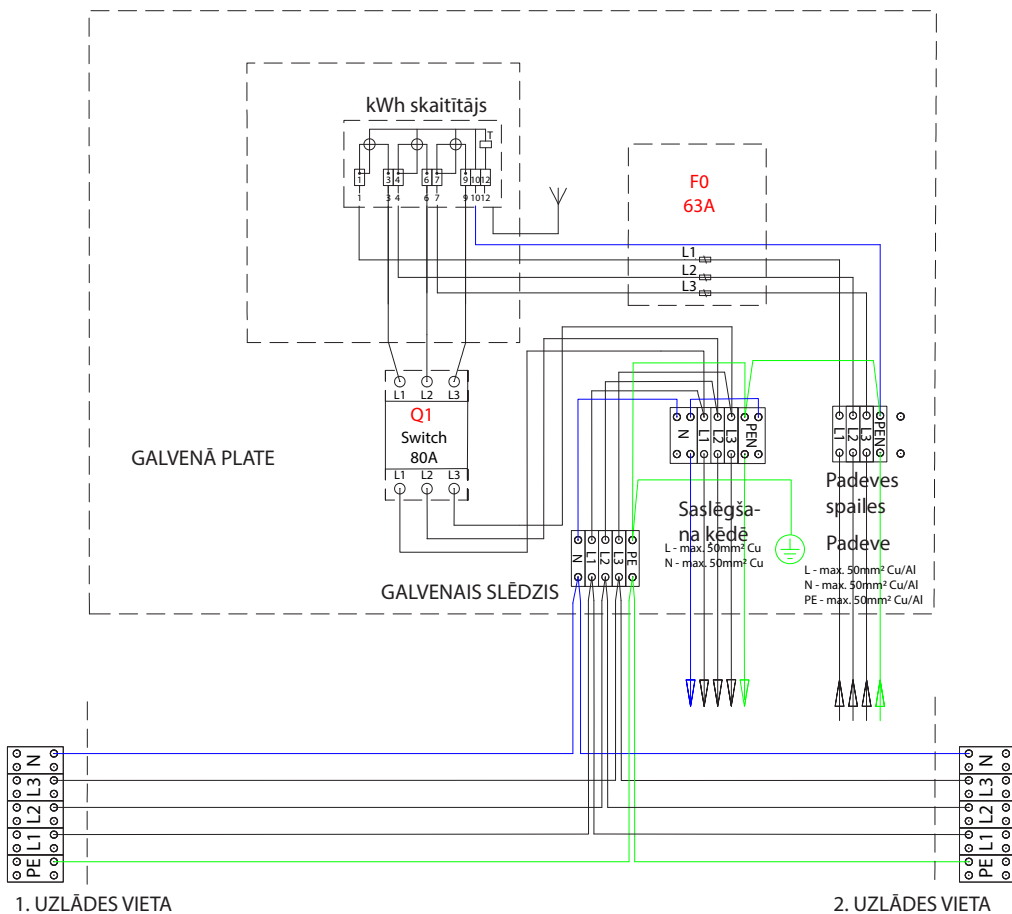 kWh skaitītājs
T
1 3 4 6 7 9 10 12
1 3 4 6 7 9 10 12
F0
63A
L1
L2
L3
L1 L2 L3
Q1
Switch
80A
L1 L2 L3
GALVENĀ PLATE
N L1 L2 L3 PEN
L1 L2 L3 PEN
Padeves
spailes
Saslēgša-
na ķēdē
L - max. 50mm² Cu
N - max. 50mm² Cu
Padeve
L - max. 50mm² Cu/Al
N - max. 50mm² Cu/Al
PE - max. 50mm² Cu/Al
N L1 L2 L3 PE
GALVENAIS SLĒDZIS
N
L3
L2
L1
PE
N
L3
L2
L1
PE
1. UZLĀDES VIETA
2. UZLĀDES VIETA